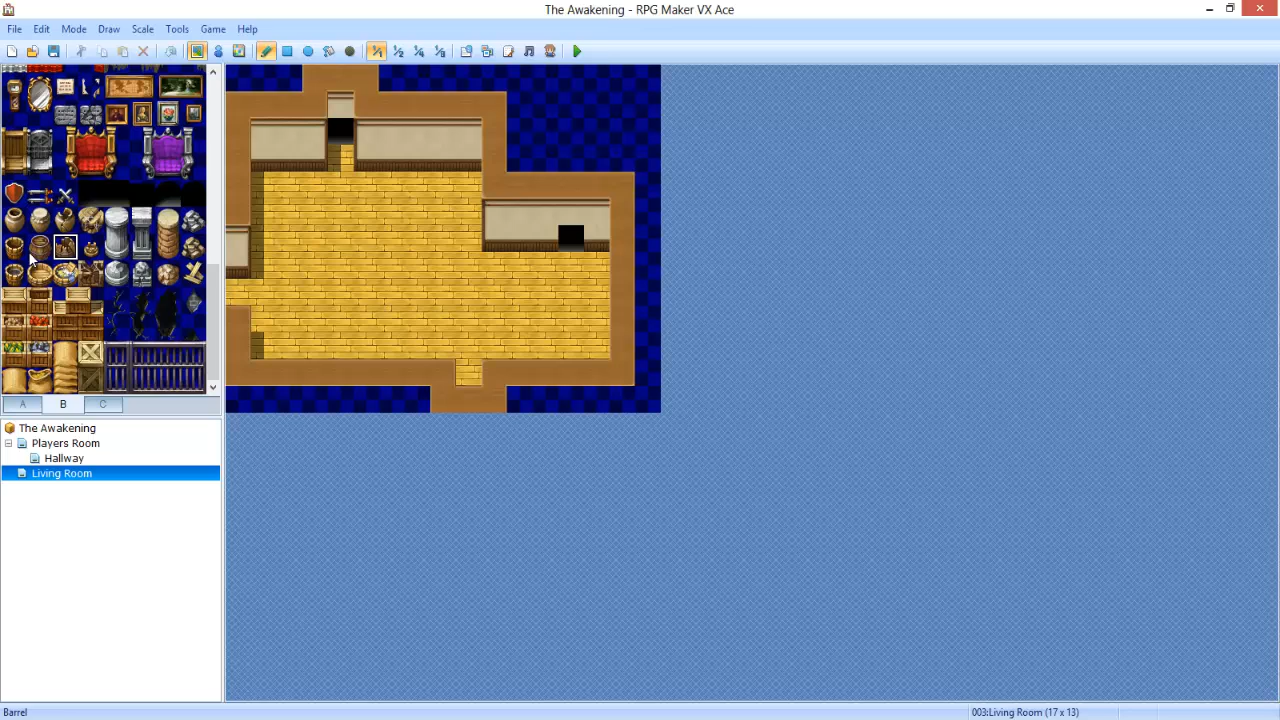 The Awakening - RPG Maker VX Ace
File Edit Mode Draw Scale Tools Game Help
A B C
The Awakening
Players Room
Hallway
Living Room
Barrel
003:Living Room (17 x 13)